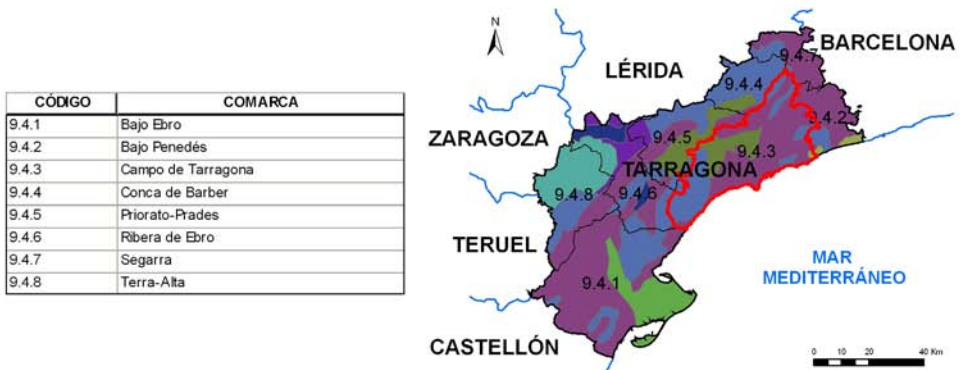 CÓDIGO COMARCA
9.4.1 Bajo Ebro
9.4.2 Bajo Penedés
9.4.3 Campo de Tarragona
9.4.4 Conca de Barber
9.4.5 Priorato-Prades
9.4.6 Ribera de Ebro
9.4.7 Segarra
9.4.8 Terra-Alta
N
BARCELONA
LÉRIDA
9.4.7
9.4.4
9.4.2
ZARAGOZA
9.4.5
9.4.3
TARRAGONA
9.4.8
9.4.6
TERUEL
MAR
MEDITERRÁNEO
9.4.1
CASTELLÓN
0 10 20 40 Km